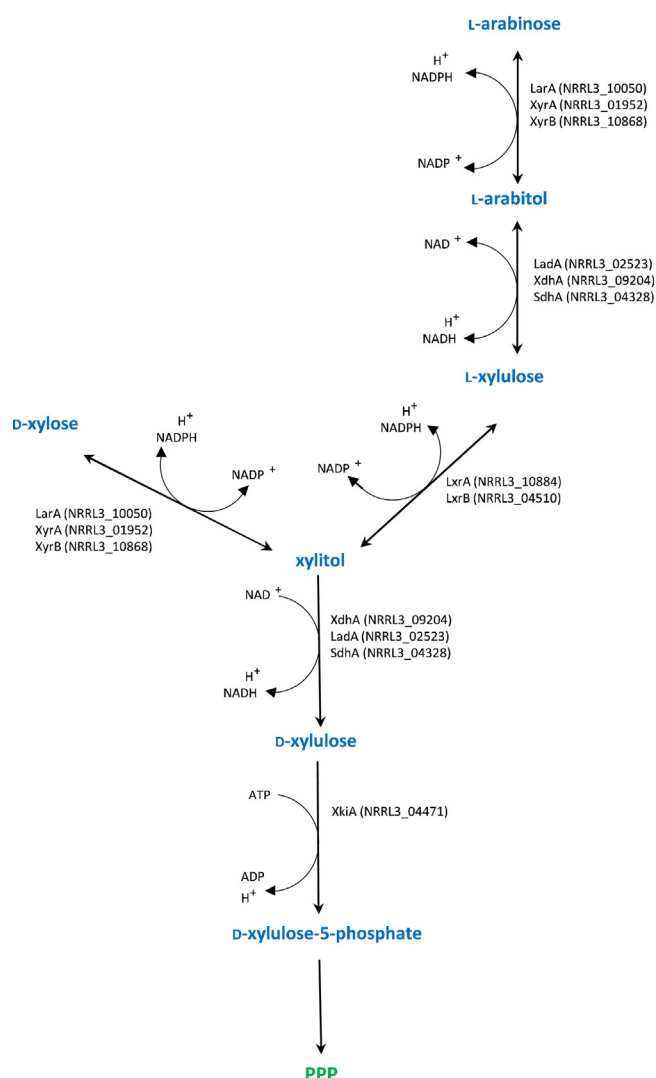 L-arabinose
H+
NADPH
LarA (NRRL3_10050)
XyrA (NRRL3_01952)
XyrB (NRRL3_10868)
NADP +
L-arabitol
NAD +
LadA (NRRL3_02523)
XdhA (NRRL3_09204)
SdhA (NRRL3_04328)
H+
NADH
L-xylulose
D-xylose
H+
NADPH
NADP +
LarA (NRRL3_10050)
XyrA (NRRL3_01952)
XyrB (NRRL3_10868)
H+
NADPH
NADP +
LxrA (NRRL3_10884)
LxrB (NRRL3_04510)
xylitol
NAD +
XdhA (NRRL3_09204)
LadA (NRRL3_02523)
SdhA (NRRL3_04328)
H+
NADH
D-xylulose
ATP
XkiA (NRRL3_04471)
ADP
H+
D-xylulose-5-phosphate
PPP